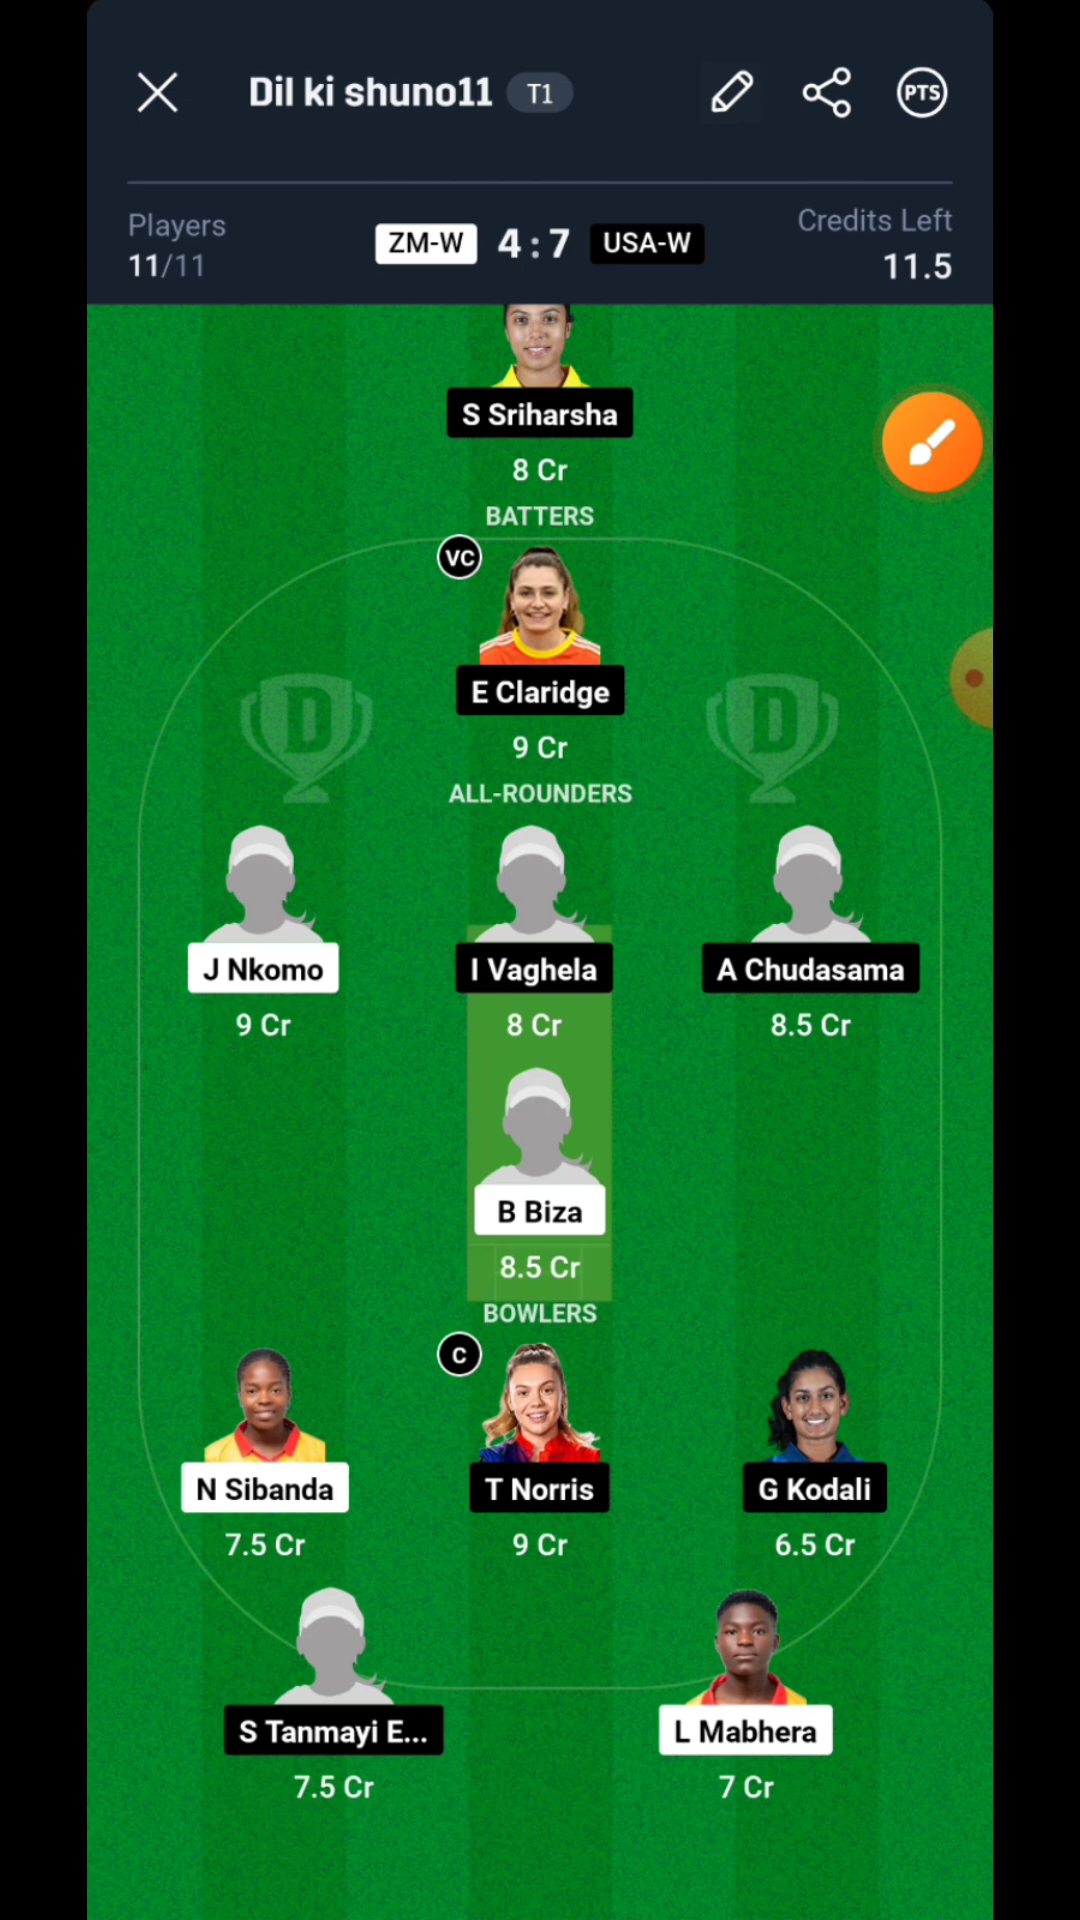 Dil ki shuno11 T1 PTS
Players Credits Left
11/11 ZM-W 4 : 7 USA-W 11.5
S Sriharsha
8 Cr
BATTERS
VC
E Claridge
9 Cr
ALL-ROUNDERS
J Nkomo I Vaghela A Chudasama
9 Cr 8 Cr 8.5 Cr
B Biza
8.5 Cr
BOWLERS
C
N Sibanda T Norris G Kodali
7.5 Cr 9 Cr 6.5 Cr
S Tanmayi E... L Mabhera
7.5 Cr 7 Cr